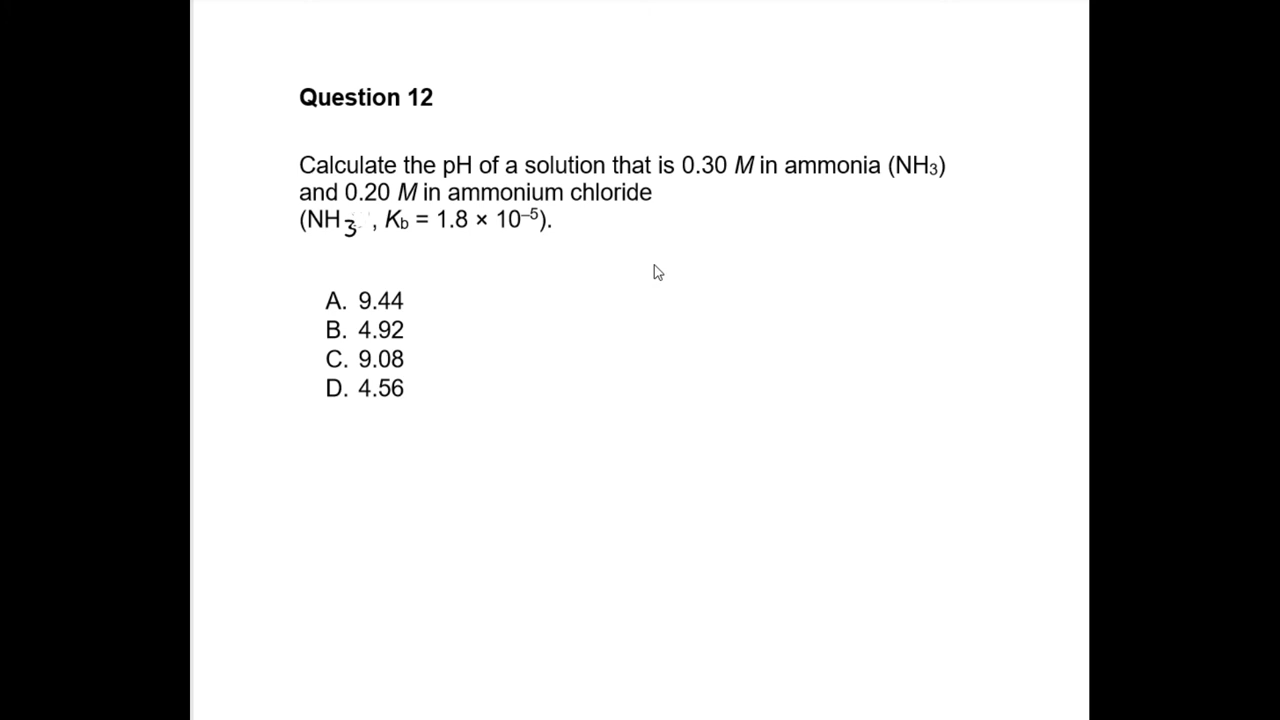 Question 12
Calculate the pH of a solution that is 0.30 M in ammonia (NH₃)
and 0.20 M in ammonium chloride
(NH₃ , Kb = 1.8 × 10⁻⁵).
A. 9.44
B. 4.92
C. 9.08
D. 4.56